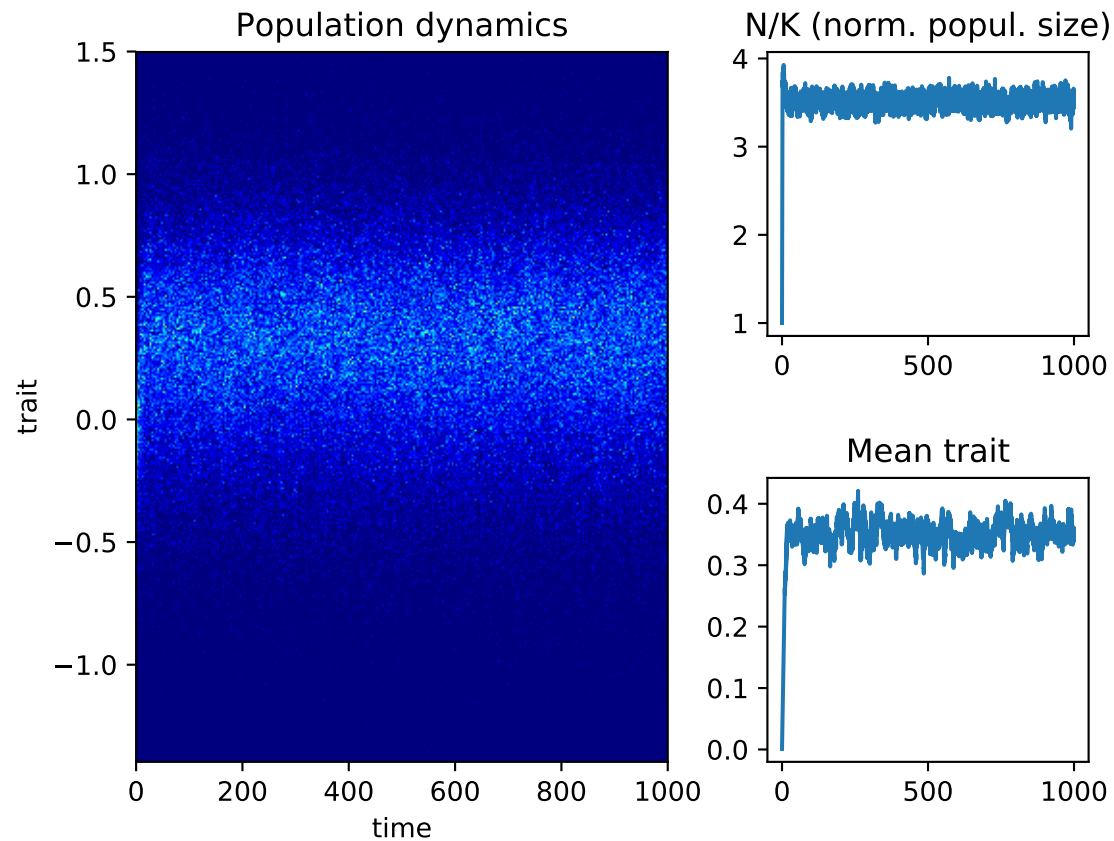 Population dynamics
1.5
1.0
0.5
0.0
−0.5
−1.0
trait
0 200 400 600 800 1000
time
N/K (norm. popul. size)
4
3
2
1
0 500 1000
Mean trait
0.4
0.3
0.2
0.1
0.0
0 500 1000